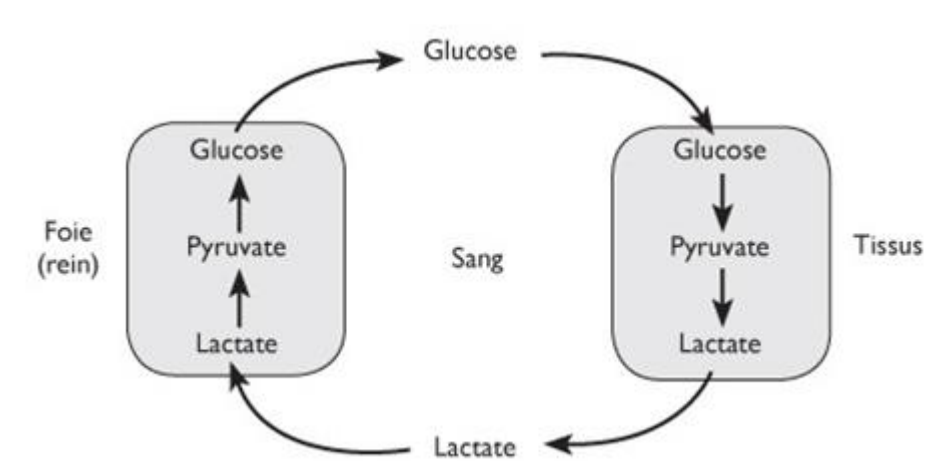 Glucose
Glucose
Glucose
Foie
(rein)
Pyruvate
Sang
Pyruvate
Tissus
Lactate
Lactate
Lactate